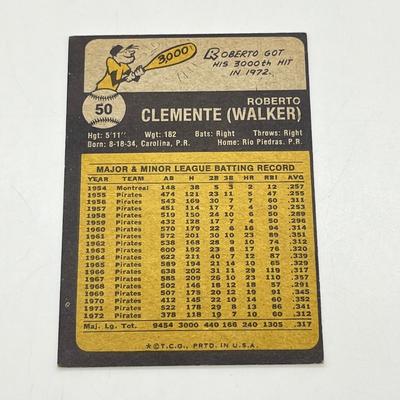 3,000
ROBERTO GOT
HIS 3000th HIT
IN 1972.
50
ROBERTO
CLEMENTE (WALKER)
Hgt: 5'11" Wgt: 182 Bats: Right Throws: Right
Born: 8-18-34, Carolina, P.R. Home: Rio Piedras, P.R.
MAJOR & MINOR LEAGUE BATTING RECORD
YEAR TEAM AB H 2B 3B HR RBI AVG
1954 Montreal 148 38 5 3 2 12 .257
1955 Pirates 474 121 23 11 5 47 .255
1956 Pirates 543 169 30 7 7 60 .311
1957 Pirates 451 114 17 7 4 30 .253
1958 Pirates 519 150 24 10 6 50 .289
1959 Pirates 432 128 17 7 4 50 .296
1960 Pirates 570 179 22 6 16 94 .314
1961 Pirates 572 201 30 10 23 89 .351
1962 Pirates 538 168 28 9 10 74 .312
1963 Pirates 600 192 23 8 17 76 .320
1964 Pirates 622 211 40 7 12 87 .339
1965 Pirates 589 194 21 14 10 65 .329
1966 Pirates 638 202 31 11 29 119 .317
1967 Pirates 585 209 26 10 23 110 .357
1968 Pirates 502 146 18 12 18 57 .291
1969 Pirates 507 175 20 12 19 91 .345
1970 Pirates 412 145 22 10 14 60 .352
1971 Pirates 522 178 29 8 13 86 .341
1972 Pirates 378 118 19 7 10 60 .312
Maj. Lg. Tot. 9454 3000 440 166 240 1305 .317
*©T.C.G., PRTD. IN U.S.A.